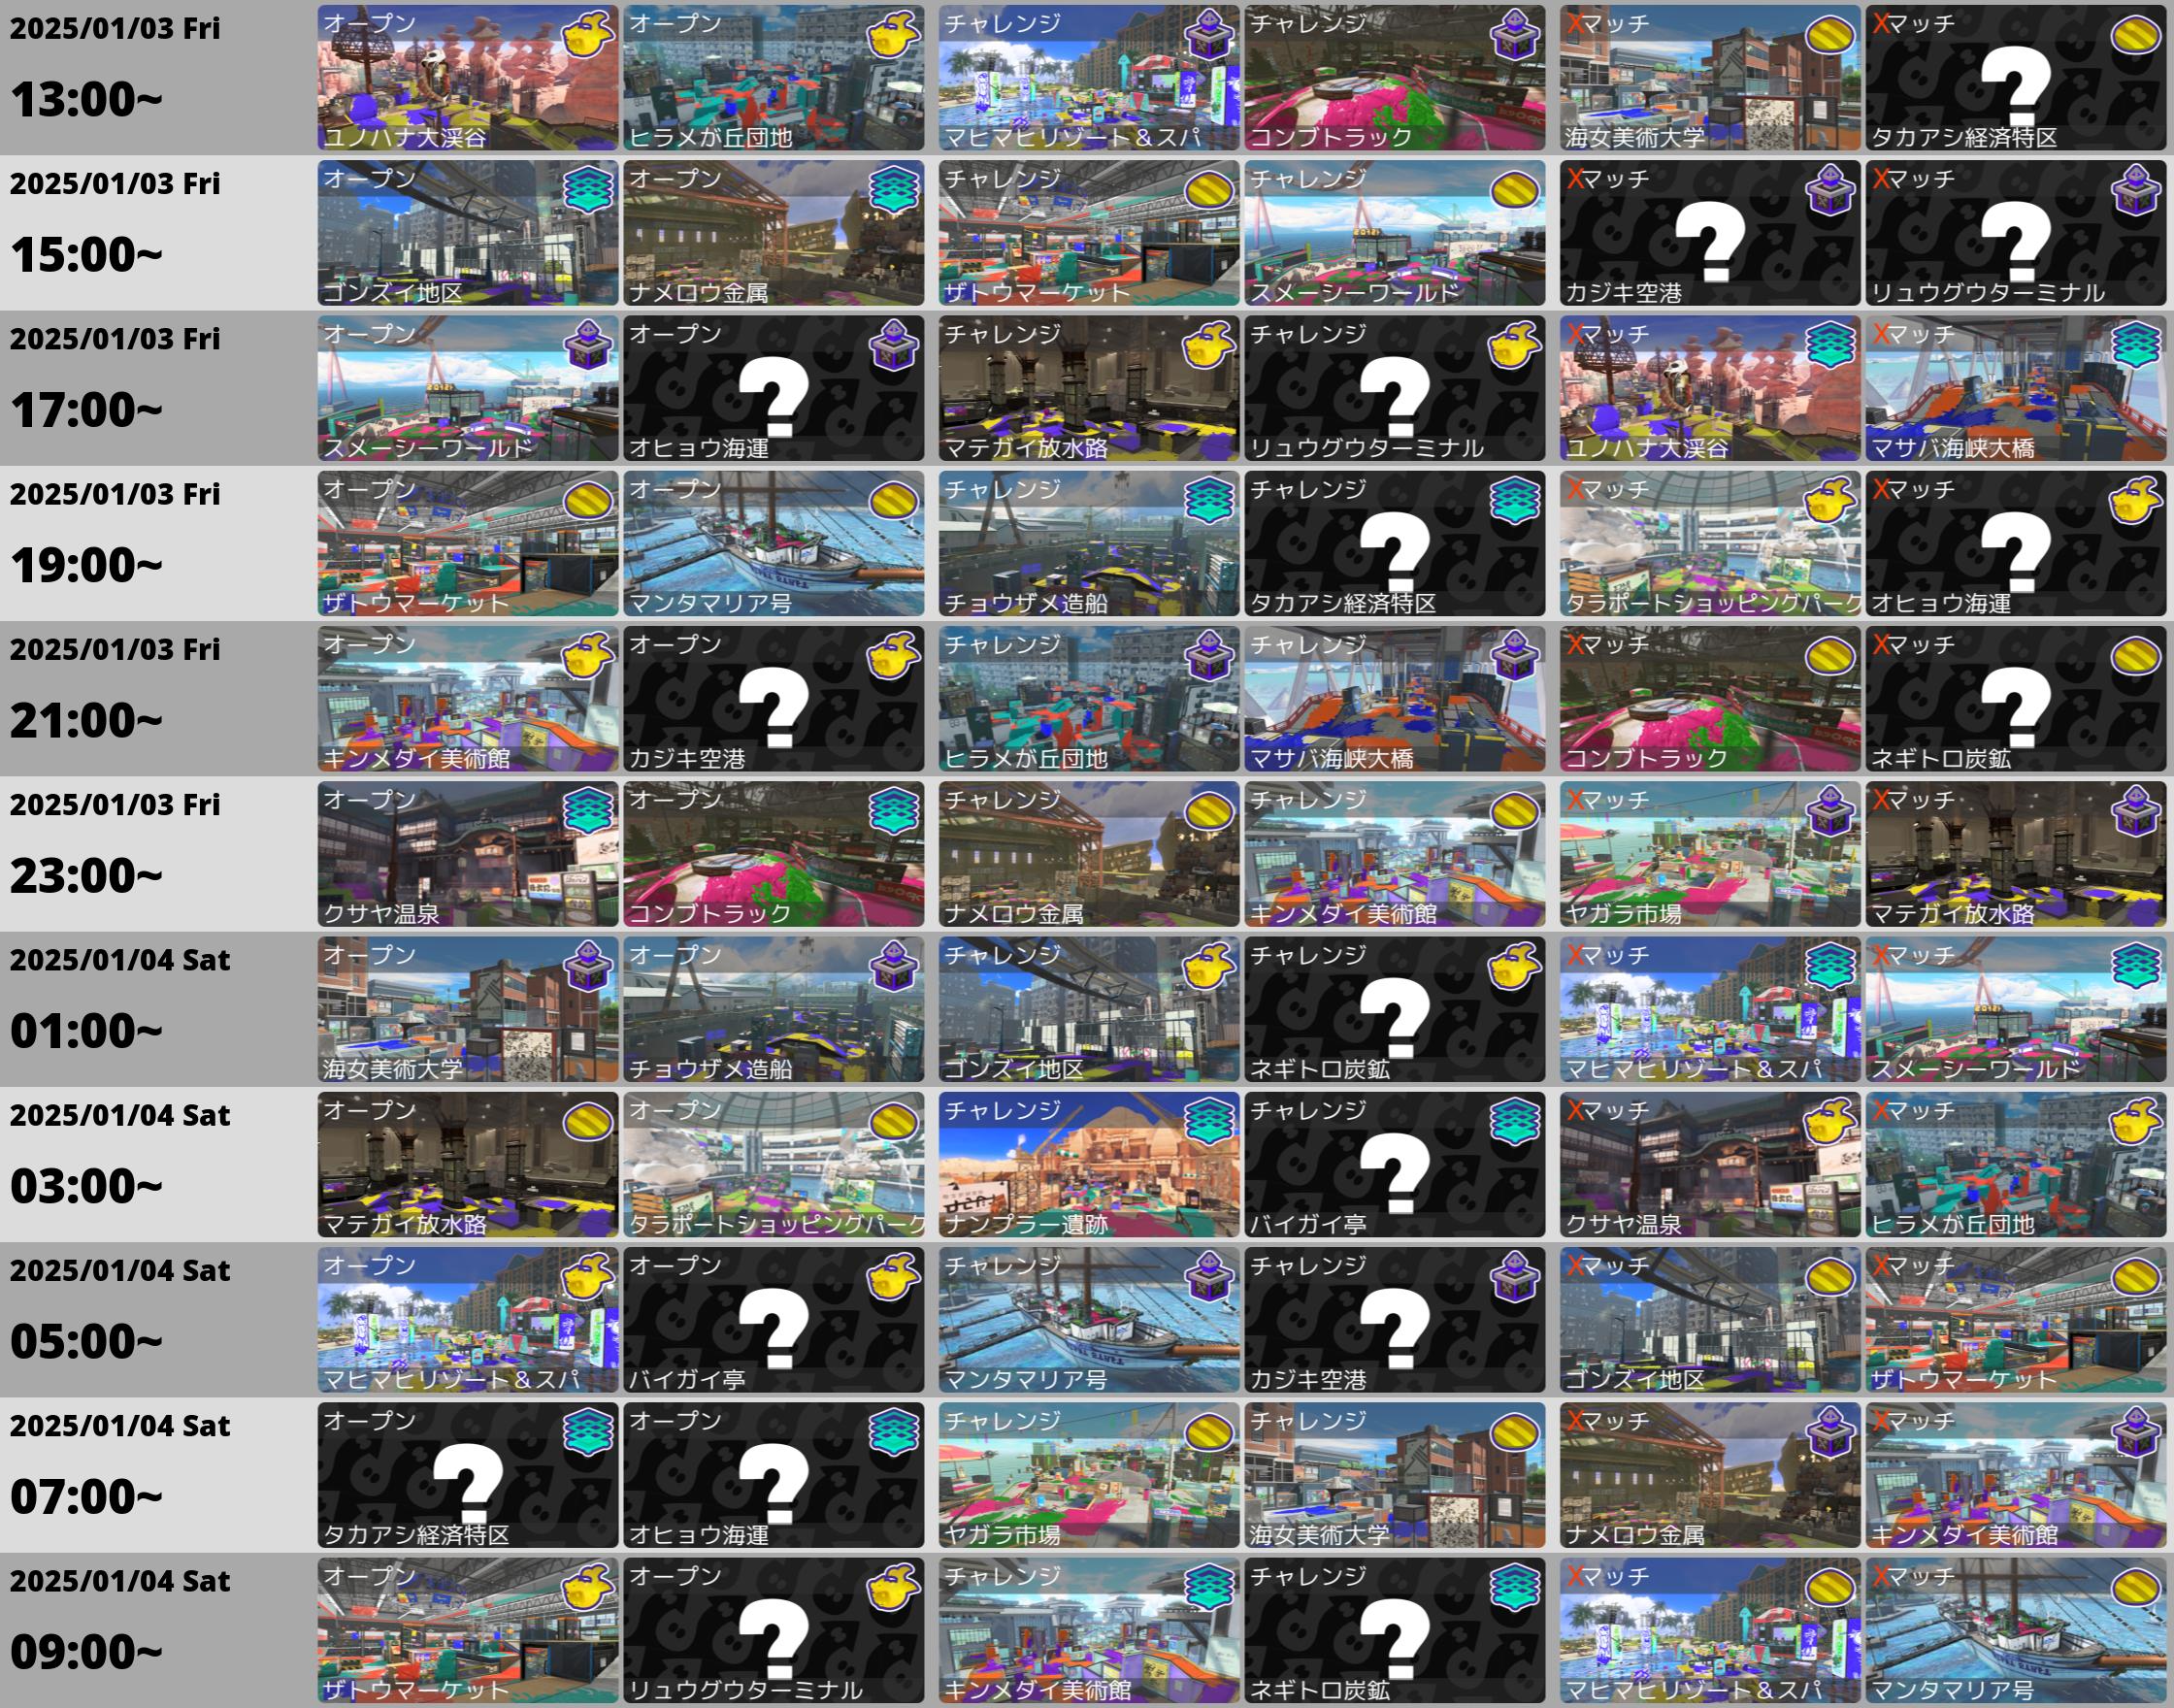 2025/01/03 Fri
13:00~
オープン オープン チャレンジ チャレンジ Xマッチ Xマッチ
ユノハナ大渓谷 ヒラメが丘団地 マヒマヒリゾート＆スパ コンブトラック 海女美術大学 タカアシ経済特区
2025/01/03 Fri
15:00~
オープン オープン チャレンジ チャレンジ Xマッチ Xマッチ
ゴンズイ地区 ナメロウ金属 ザトウマーケット スメーシーワールド カジキ空港 リュウグウターミナル
2025/01/03 Fri
17:00~
オープン オープン チャレンジ チャレンジ Xマッチ Xマッチ
スメーシーワールド オヒョウ海運 マテガイ放水路 リュウグウターミナル ユノハナ大渓谷 マサバ海峡大橋
2025/01/03 Fri
19:00~
オープン オープン チャレンジ チャレンジ Xマッチ Xマッチ
ザトウマーケット マンタマリア号 チョウザメ造船 タカアシ経済特区 タラポートショッピングパーク オヒョウ海運
2025/01/03 Fri
21:00~
オープン オープン チャレンジ チャレンジ Xマッチ Xマッチ
キンメダイ美術館 カジキ空港 ヒラメが丘団地 マサバ海峡大橋 コンブトラック ネギトロ炭鉱
2025/01/03 Fri
23:00~
オープン オープン チャレンジ チャレンジ Xマッチ Xマッチ
クサヤ温泉 コンブトラック ナメロウ金属 キンメダイ美術館 ヤガラ市場 マテガイ放水路
2025/01/04 Sat
01:00~
オープン オープン チャレンジ チャレンジ Xマッチ Xマッチ
海女美術大学 チョウザメ造船 ゴンズイ地区 ネギトロ炭鉱 マヒマヒリゾート＆スパ スメーシーワールド
2025/01/04 Sat
03:00~
オープン オープン チャレンジ チャレンジ Xマッチ Xマッチ
マテガイ放水路 タラポートショッピングパーク ナンプラー遺跡 バイガイ亭 クサヤ温泉 ヒラメが丘団地
2025/01/04 Sat
05:00~
オープン オープン チャレンジ チャレンジ Xマッチ Xマッチ
マヒマヒリゾート＆スパ バイガイ亭 マンタマリア号 カジキ空港 ゴンズイ地区 ザトウマーケット
2025/01/04 Sat
07:00~
オープン オープン チャレンジ チャレンジ Xマッチ Xマッチ
タカアシ経済特区 オヒョウ海運 ヤガラ市場 海女美術大学 ナメロウ金属 キンメダイ美術館
2025/01/04 Sat
09:00~
オープン オープン チャレンジ チャレンジ Xマッチ Xマッチ
ザトウマーケット リュウグウターミナル キンメダイ美術館 ネギトロ炭鉱 マヒマヒリゾート＆スパ マンタマリア号